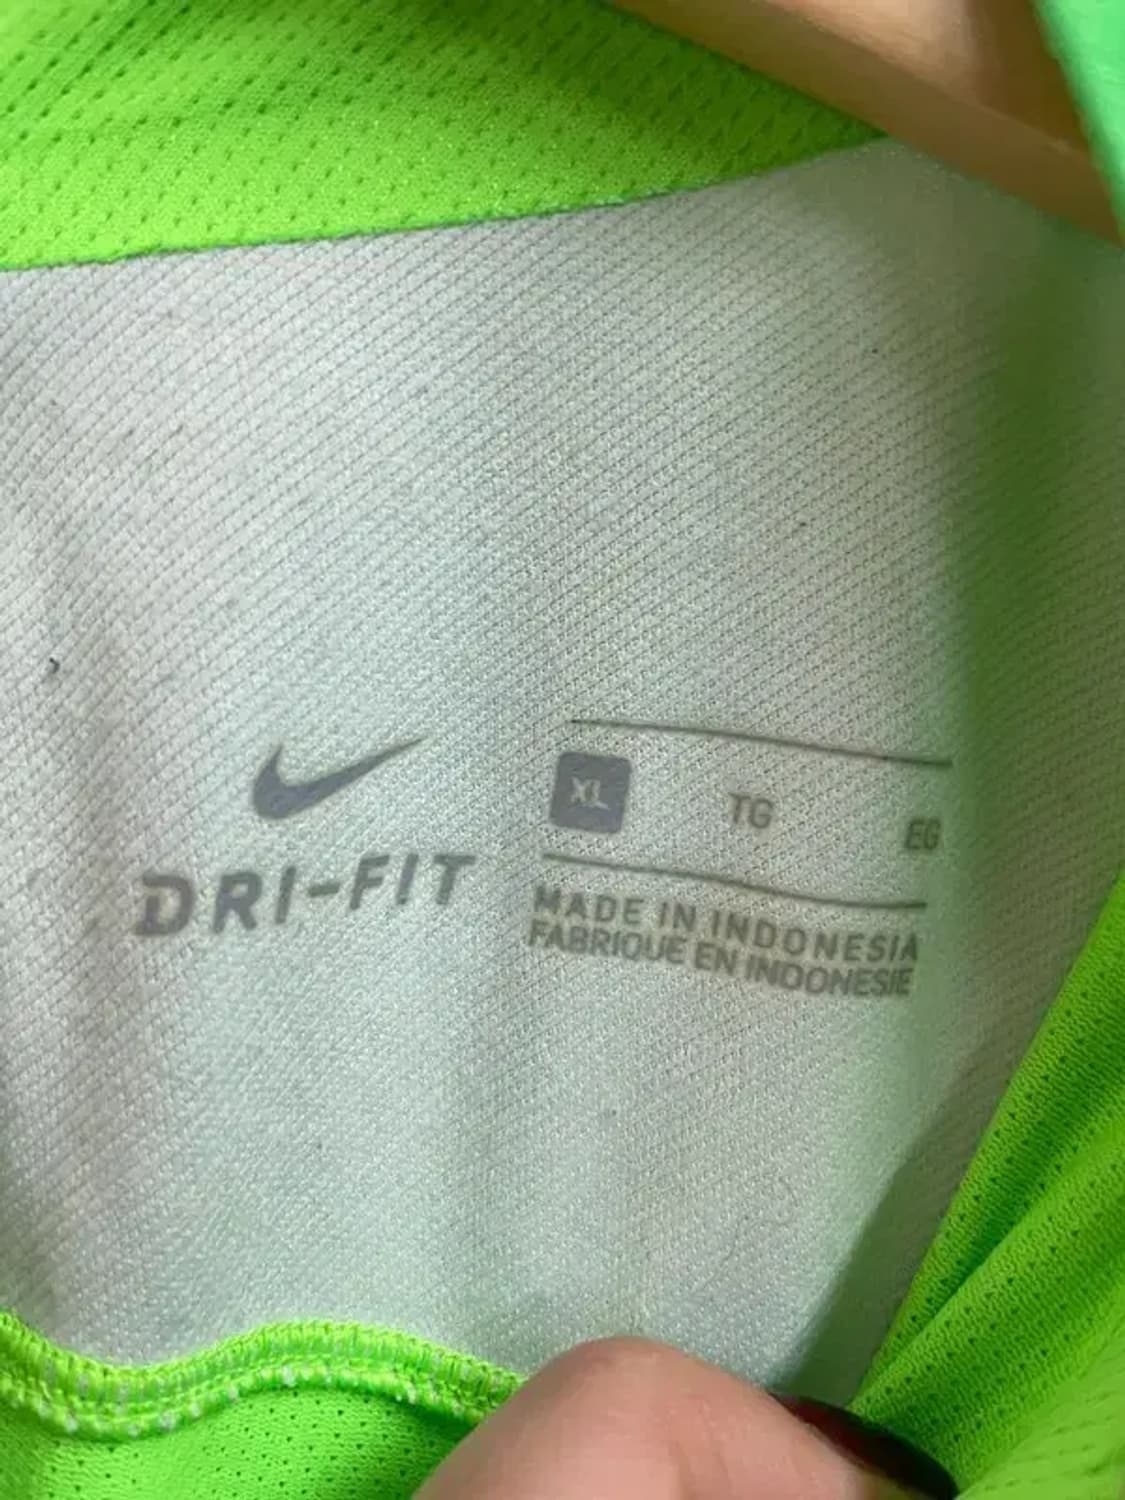 DRI-FIT
XL TG EG
MADE IN INDONESIA
FABRIQUE EN INDONESIE